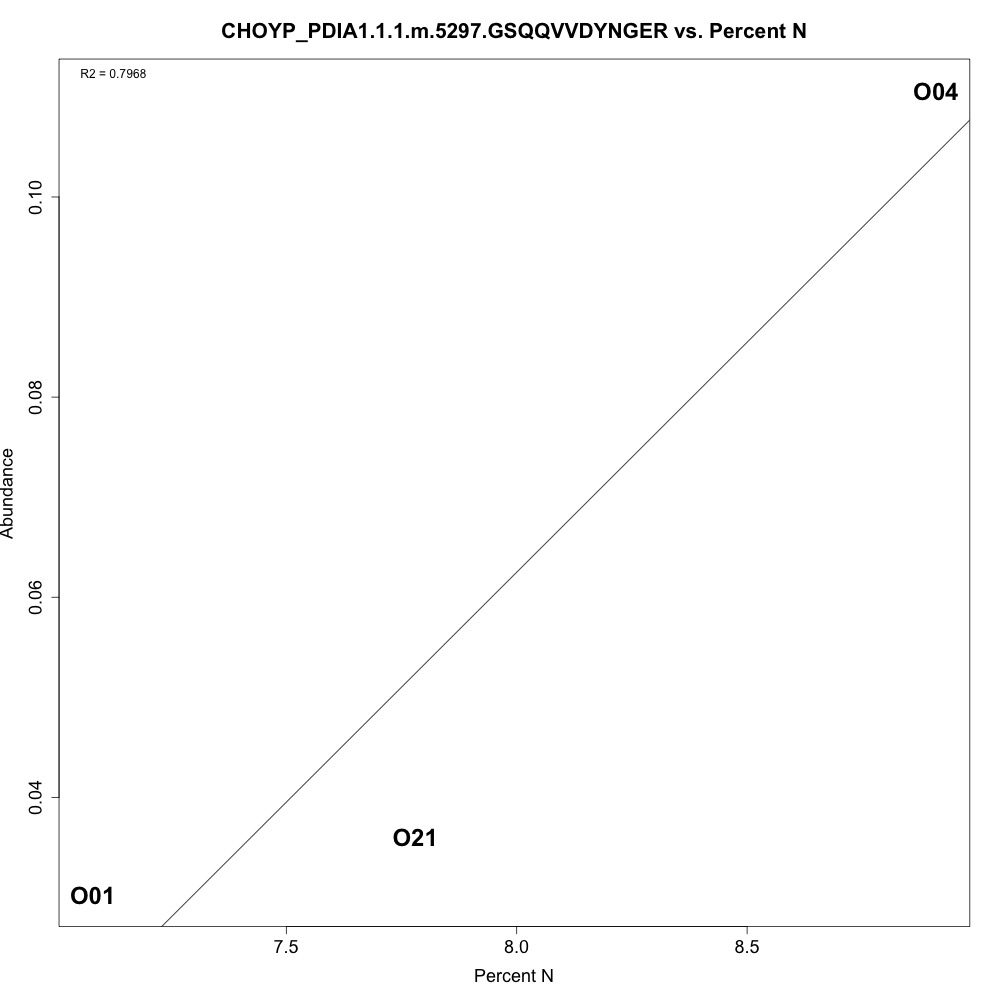 CHOYP_PDIA1.1.1.m.5297.GSQQVVDYNGER vs. Percent N
R2 = 0.7968
O04
0.10
0.08
Abundance
0.06
0.04
O21
O01
7.5 8.0 8.5
Percent N